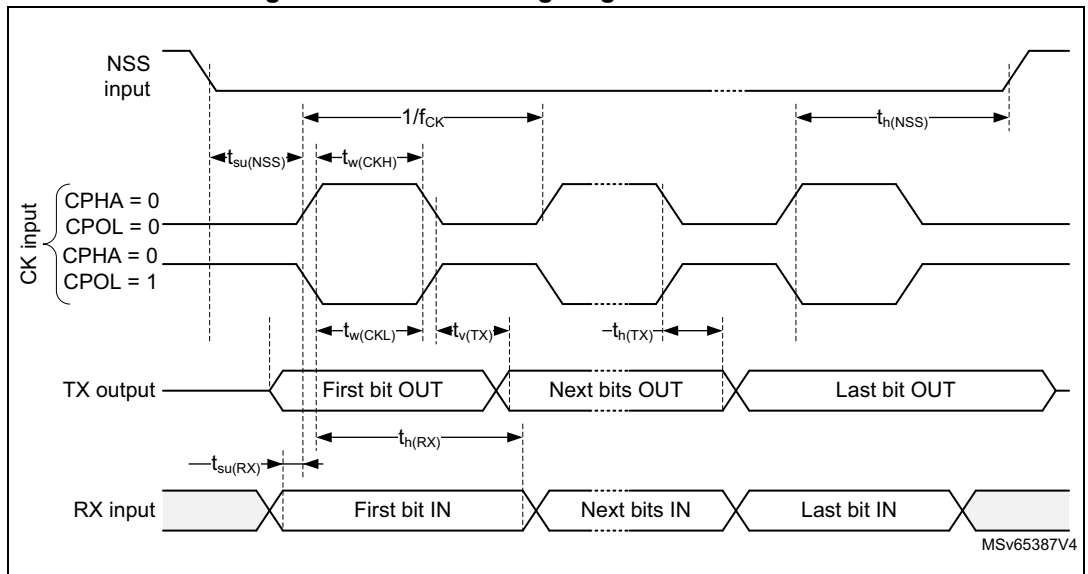 NSS
input
1/fCK
th(NSS)
tsu(NSS)
tw(CKH)
CK input
CPHA = 0
CPOL = 0
CPHA = 0
CPOL = 1
tw(CKL)
tv(TX)
th(TX)
TX output
First bit OUT
Next bits OUT
Last bit OUT
th(RX)
tsu(RX)
RX input
First bit IN
Next bits IN
Last bit IN
MSv65387V4